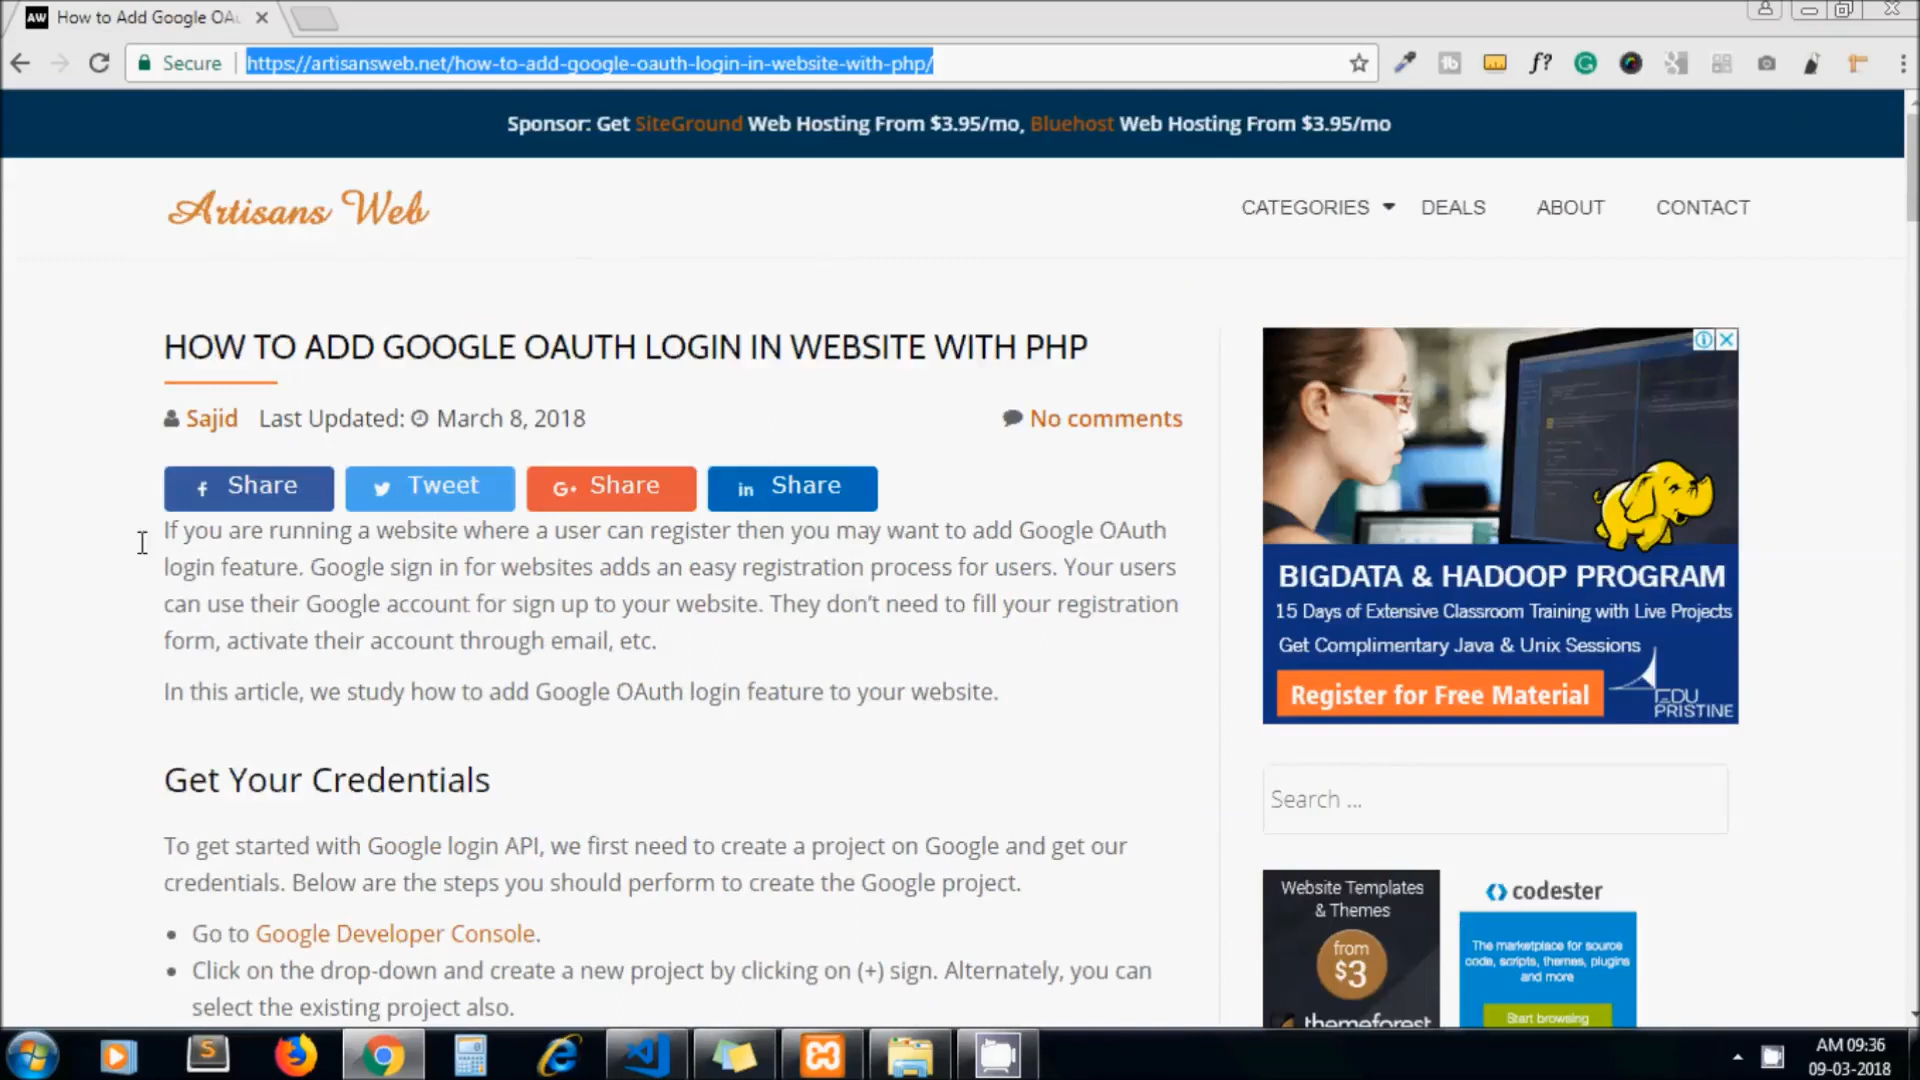 AW How to Add Google OA
Secure https://artisansweb.net/how-to-add-google-oauth-login-in-website-with-php/
f?
Sponsor: Get SiteGround Web Hosting From $3.95/mo, Bluehost Web Hosting From $3.95/mo
Artisans Web
CATEGORIES DEALS ABOUT CONTACT
HOW TO ADD GOOGLE OAUTH LOGIN IN WEBSITE WITH PHP
Sajid Last Updated: March 8, 2018 No comments
f Share Tweet G+ Share in Share
If you are running a website where a user can register then you may want to add Google OAuth
login feature. Google sign in for websites adds an easy registration process for users. Your users
can use their Google account for sign up to your website. They don't need to fill your registration
form, activate their account through email, etc.
In this article, we study how to add Google OAuth login feature to your website.
Get Your Credentials
To get started with Google login API, we first need to create a project on Google and get our
credentials. Below are the steps you should perform to create the Google project.
• Go to Google Developer Console.
• Click on the drop-down and create a new project by clicking on (+) sign. Alternately, you can
select the existing project also.
BIGDATA & HADOOP PROGRAM
15 Days of Extensive Classroom Training with Live Projects
Get Complimentary Java & Unix Sessions
Register for Free Material
EDU
PRISTINE
Search ...
Website Templates
& Themes
from
$3
themeforest
codester
The marketplace for source
code, scripts, themes, plugins
and more
Start browsing
AM 09:36
09-03-2018